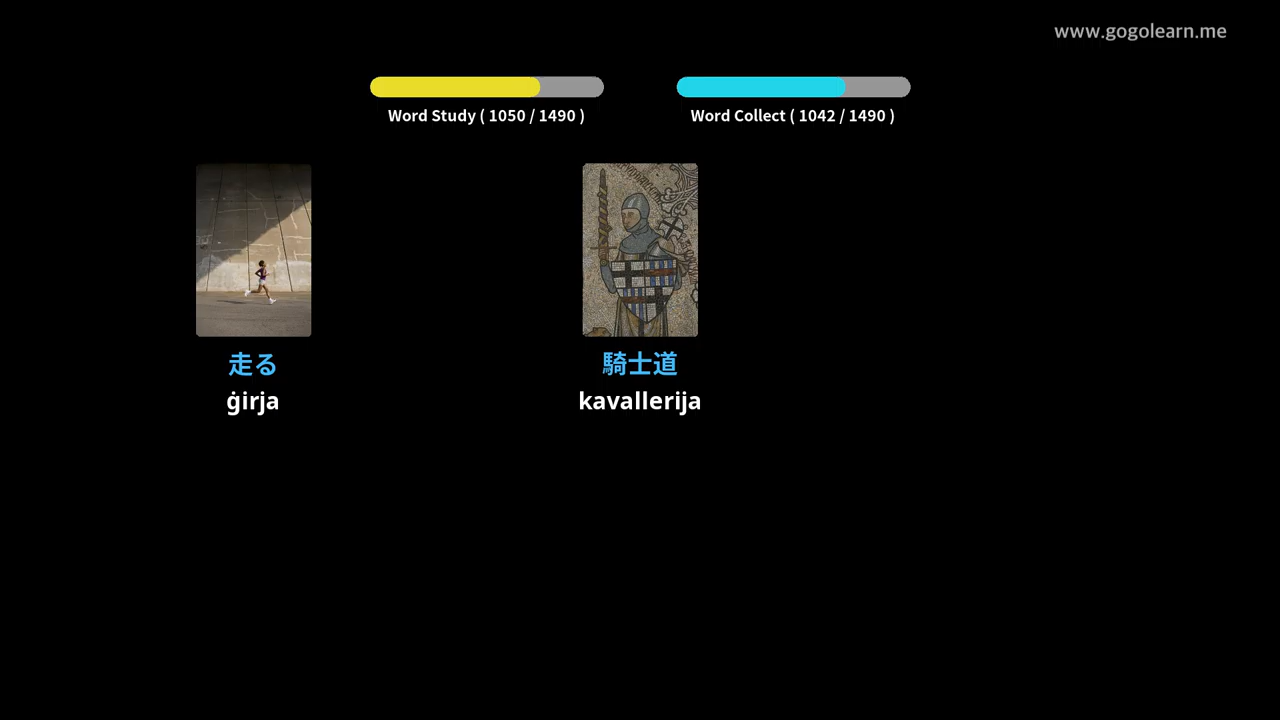 www.gogolearn.me
Word Study ( 1050 / 1490 )
Word Collect ( 1042 / 1490 )
走る
ġirja
騎士道
kavallerija